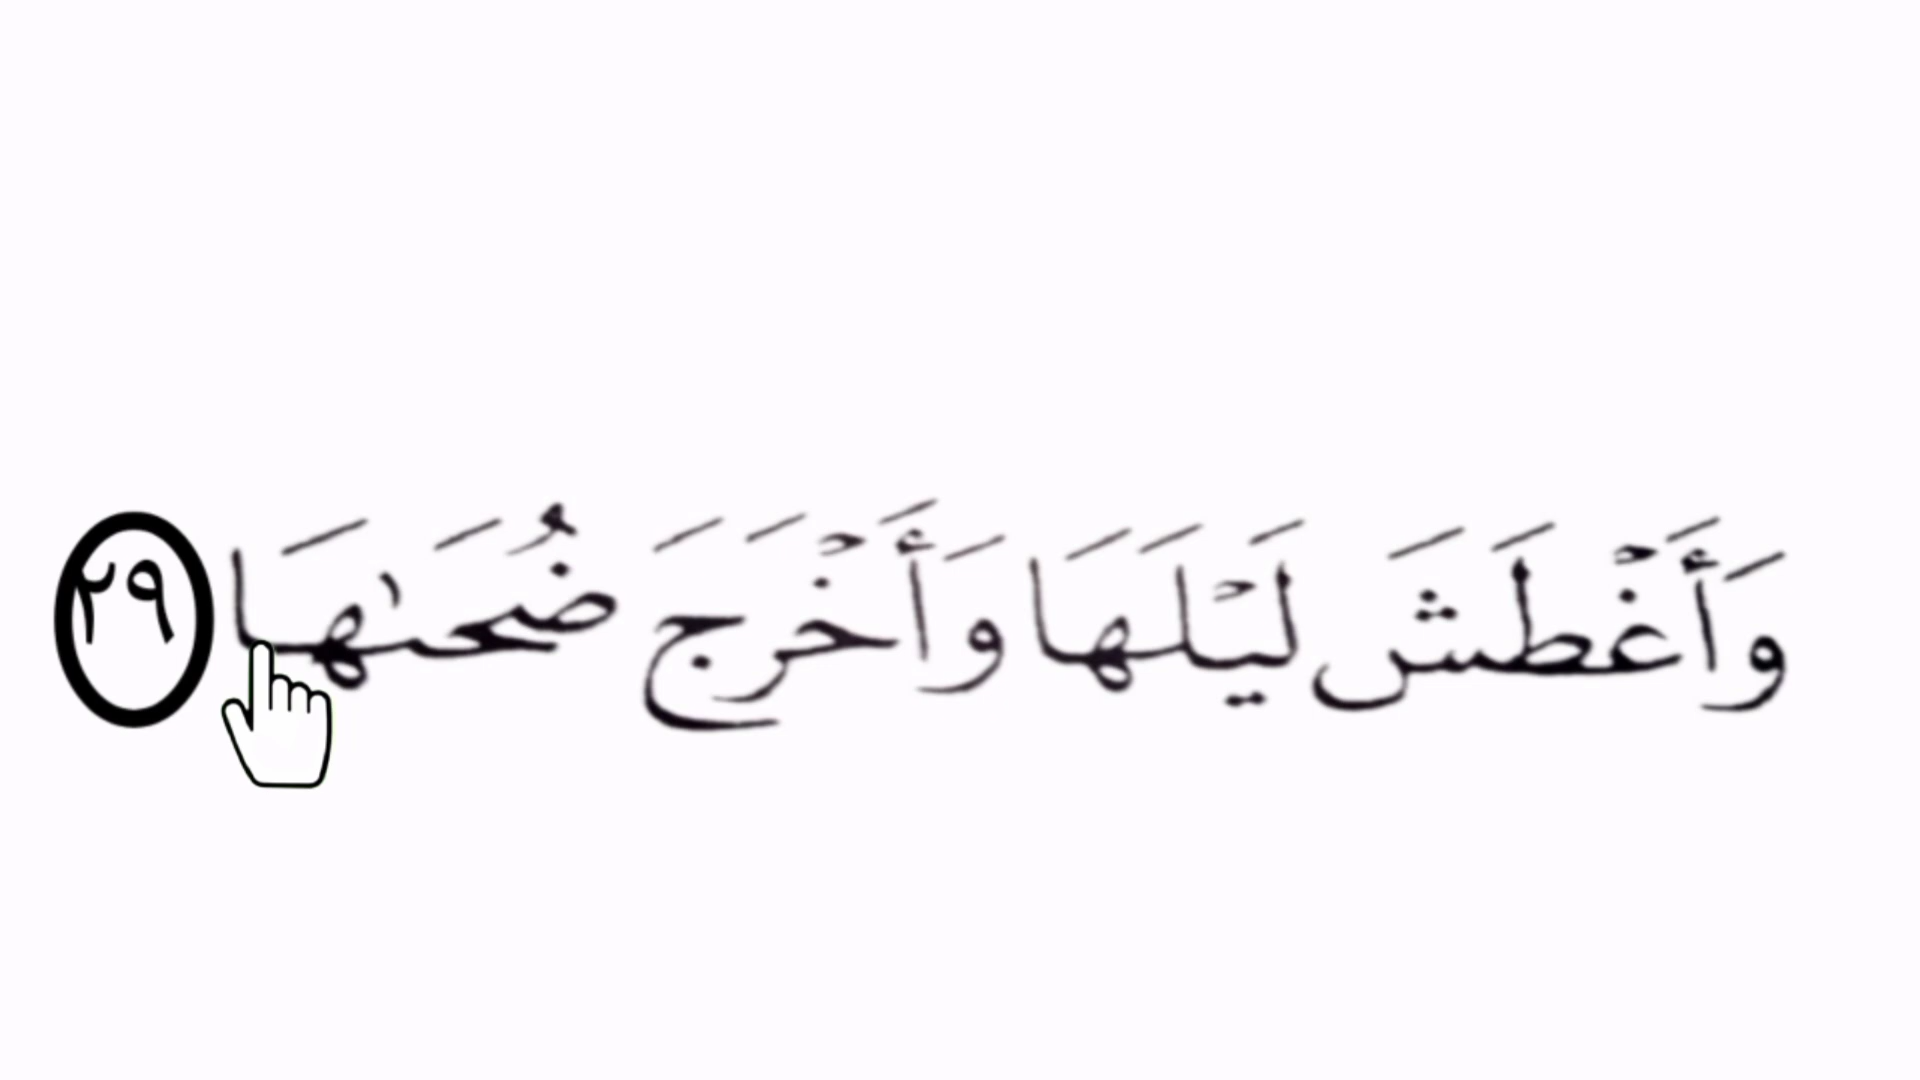 وَأَغْطَشَ لَيْلَهَا وَأَخْرَجَ ضُحَىٰهَا ٢٩